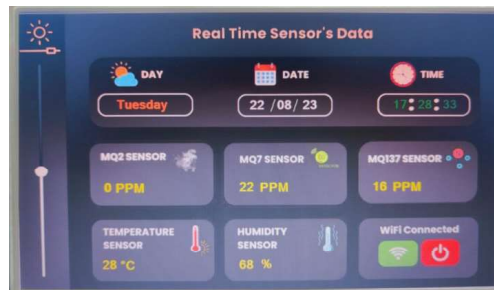 Real Time Sensor's Data
DAY
DATE
TIME
Tuesday
22 /08/ 23
17:28:33
MQ2 SENSOR
MQ7 SENSOR
MQ137 SENSOR
0 PPM
22 PPM
16 PPM
TEMPERATURE
SENSOR
28 °C
HUMIDITY
SENSOR
68 %
WiFi Connected